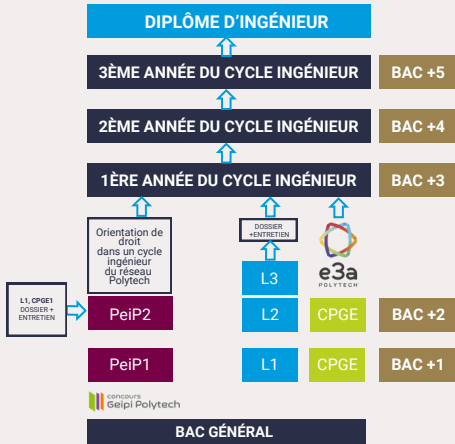 DIPLÔME D'INGÉNIEUR
3ÈME ANNÉE DU CYCLE INGÉNIEUR
BAC +5
2ÈME ANNÉE DU CYCLE INGÉNIEUR
BAC +4
1ÈRE ANNÉE DU CYCLE INGÉNIEUR
BAC +3
Orientation de
droit
dans un cycle
ingénieur
du réseau
Polytech
DOSSIER
+ENTRETIEN
e3a
POLYTECH
L3
L1, CPGE1
DOSSIER +
ENTRETIEN
PeiP2
L2
CPGE
BAC +2
PeiP1
L1
CPGE
BAC +1
concours
Geipi Polytech
BAC GÉNÉRAL